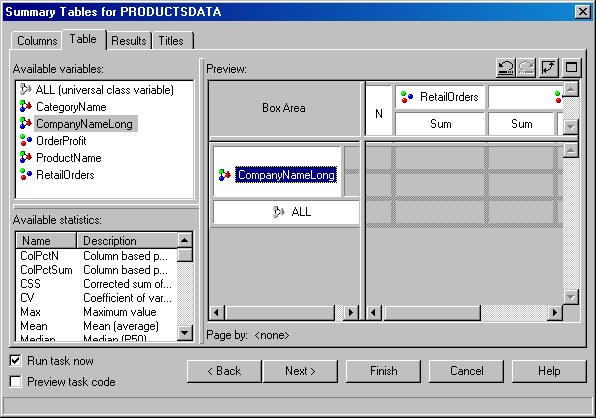 Summary Tables for PRODUCTSDATA
Columns Table Results Titles
Available variables:
ALL (universal class variable)
CategoryName
CompanyNameLong
OrderProfit
ProductName
RetailOrders
Available statistics:
Name Description
ColPctN Column based p...
ColPctSum Column based p...
CSS Corrected sum of...
CV Coefficient of var...
Max Maximum value
Mean Mean (average)
Median Median (P50)
Preview:
Box Area
N
RetailOrders
Sum Sum
CompanyNameLong
ALL
Page by: <none>
Run task now
Preview task code
< Back Next > Finish Cancel Help